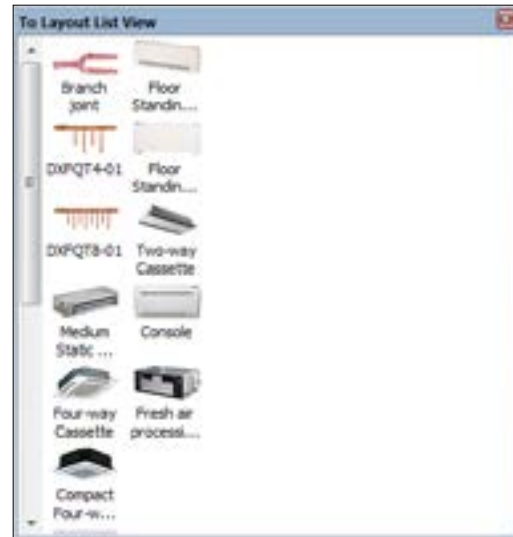 To Layout List View
Branch
joint
Floor
Standin...
DXFQT4-01
Floor
Standin...
DXFQT8-01
Two-way
Cassette
Medium
Static ...
Console
Four-way
Cassette
Fresh air
processi...
Compact
Four-w...